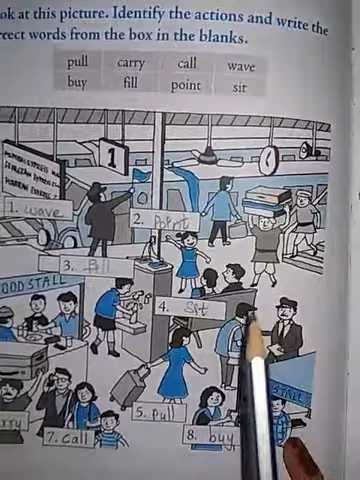 ok at this picture. Identify the actions and write the
rrect words from the box in the blanks.
pull carry call wave
buy fill point sit
1
1. wave
2. Point
3. Fill
OOD STALL
4. Sit
5. Pull
STALL
rry
7. call
8. buy